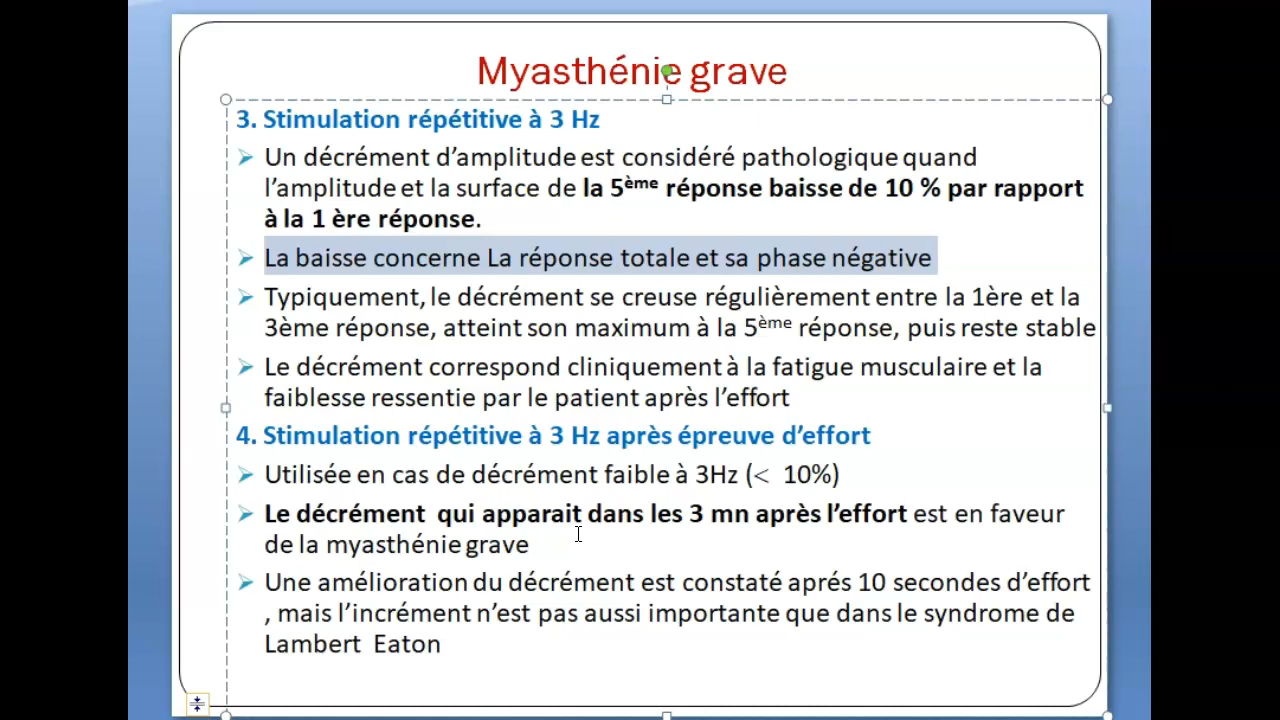 Myasthénie grave
3. Stimulation répétitive à 3 Hz
Un décrément d’amplitude est considéré pathologique quand
l’amplitude et la surface de la 5ème réponse baisse de 10 % par rapport
à la 1 ère réponse.
La baisse concerne La réponse totale et sa phase négative
Typiquement, le décrément se creuse régulièrement entre la 1ère et la
3ème réponse, atteint son maximum à la 5ème réponse, puis reste stable
Le décrément correspond cliniquement à la fatigue musculaire et la
faiblesse ressentie par le patient après l’effort
4. Stimulation répétitive à 3 Hz après épreuve d’effort
Utilisée en cas de décrément faible à 3Hz (< 10%)
Le décrément qui apparait dans les 3 mn après l’effort est en faveur
de la myasthénie grave
Une amélioration du décrément est constaté aprés 10 secondes d’effort
, mais l’incrément n’est pas aussi importante que dans le syndrome de
Lambert Eaton